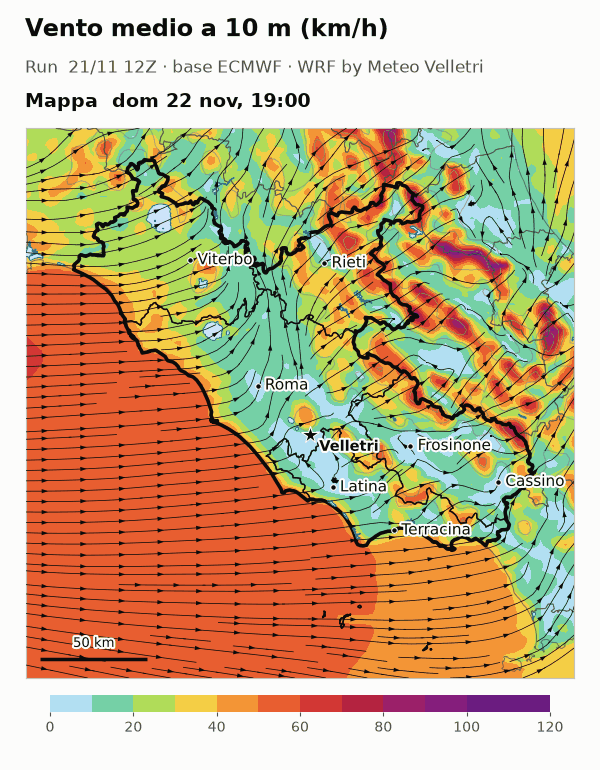 Vento medio a 10 m (km/h)
Run 21/11 12Z · base ECMWF · WRF by Meteo Velletri
Mappa dom 22 nov, 19:00
Viterbo
Rieti
Roma
Velletri
Frosinone
Latina
Cassino
Terracina
50 km
0 20 40 60 80 100 120